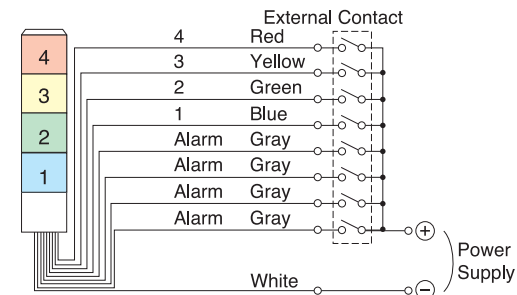 External Contact
4 Red
3 Yellow
2 Green
1 Blue
Alarm Gray
Alarm Gray
Alarm Gray
Alarm Gray
White
4
3
2
1
+
−
Power
Supply